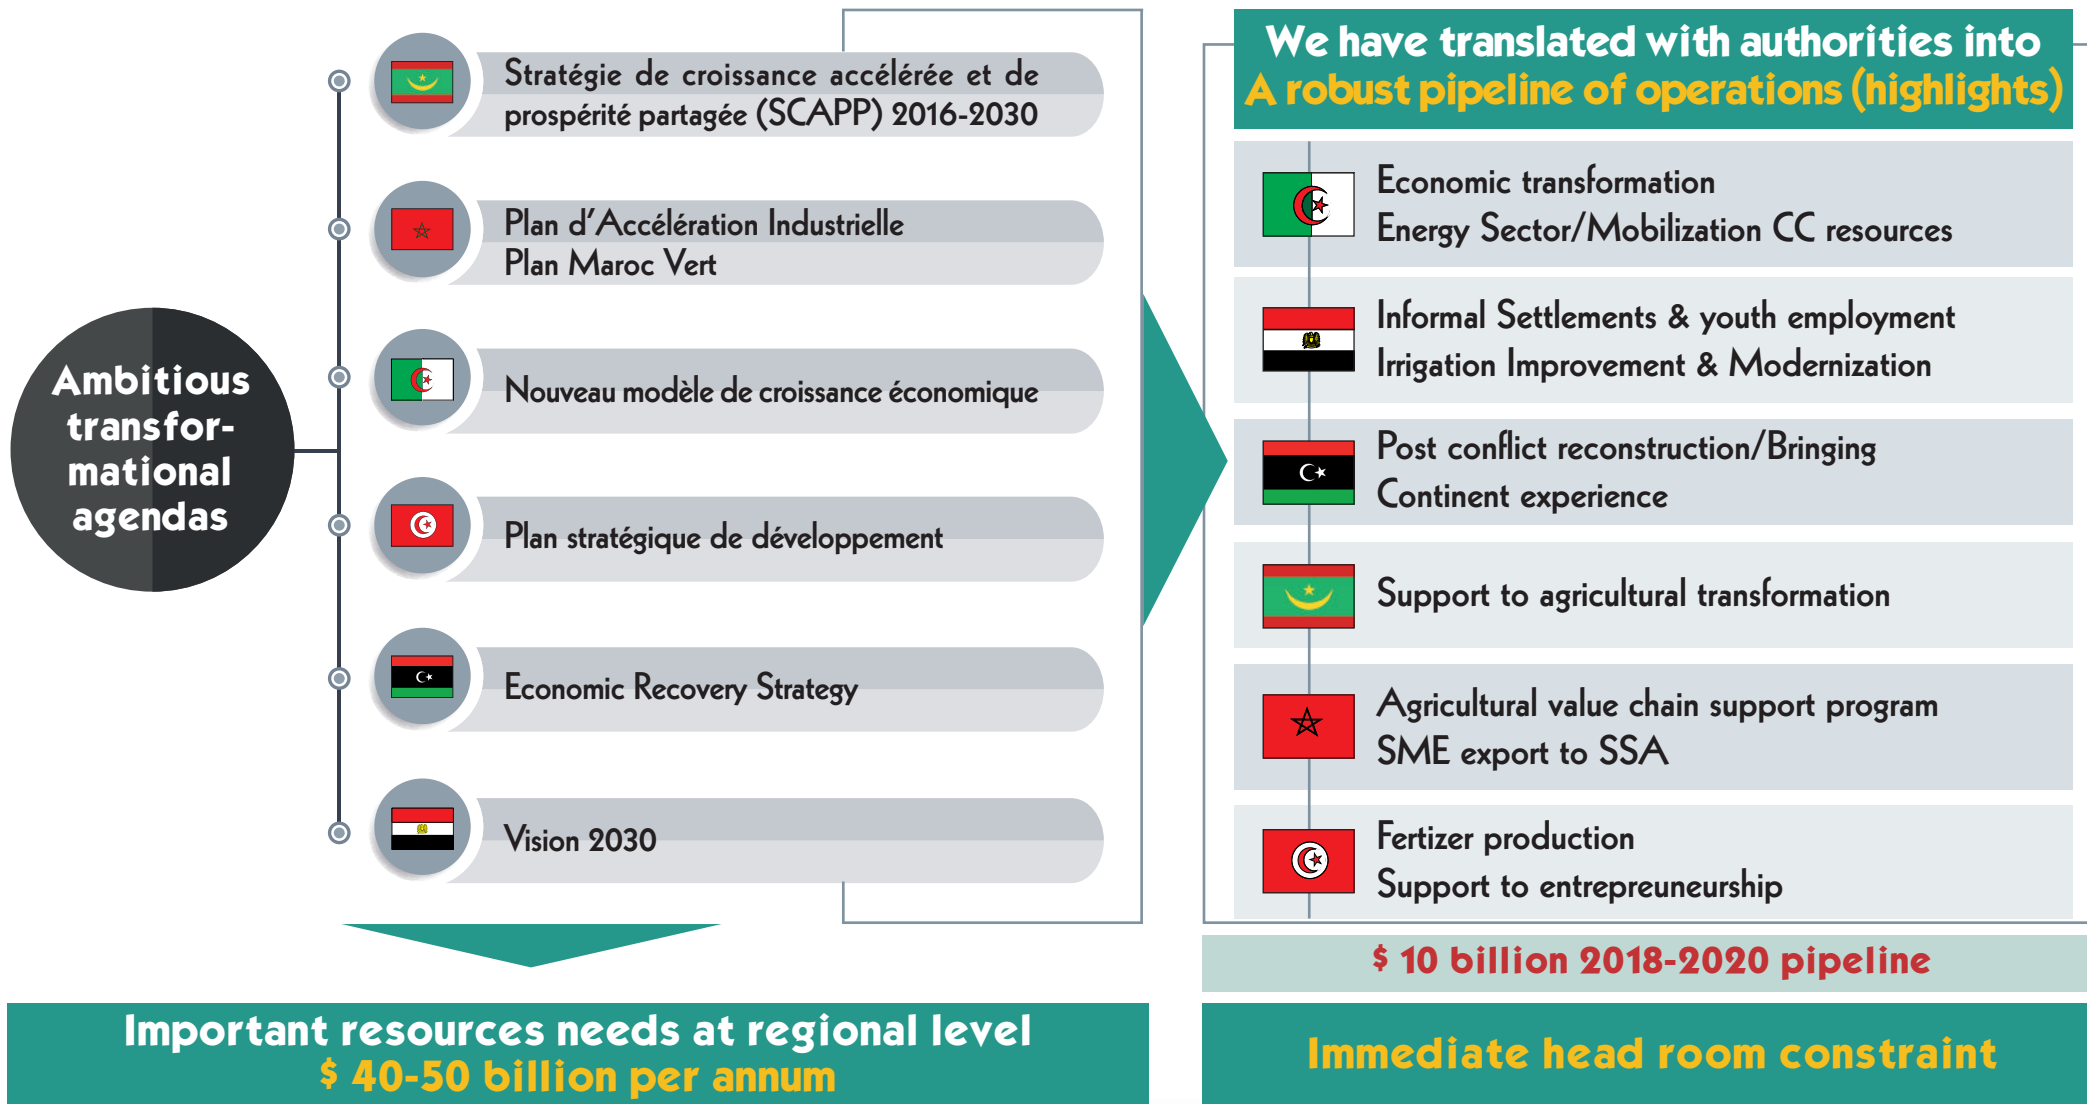 Ambitious
transfor-
mational
agendas
Stratégie de croissance accélérée et de
prospérité partagée (SCAPP) 2016-2030
Plan d'Accélération Industrielle
Plan Maroc Vert
Nouveau modèle de croissance économique
Plan stratégique de développement
Economic Recovery Strategy
Vision 2030
Important resources needs at regional level
$ 40-50 billion per annum
We have translated with authorities into
A robust pipeline of operations (highlights)
Economic transformation
Energy Sector/Mobilization CC resources
Informal Settlements & youth employment
Irrigation Improvement & Modernization
Post conflict reconstruction/Bringing
Continent experience
Support to agricultural transformation
Agricultural value chain support program
SME export to SSA
Fertizer production
Support to entrepreuneurship
$ 10 billion 2018-2020 pipeline
Immediate head room constraint